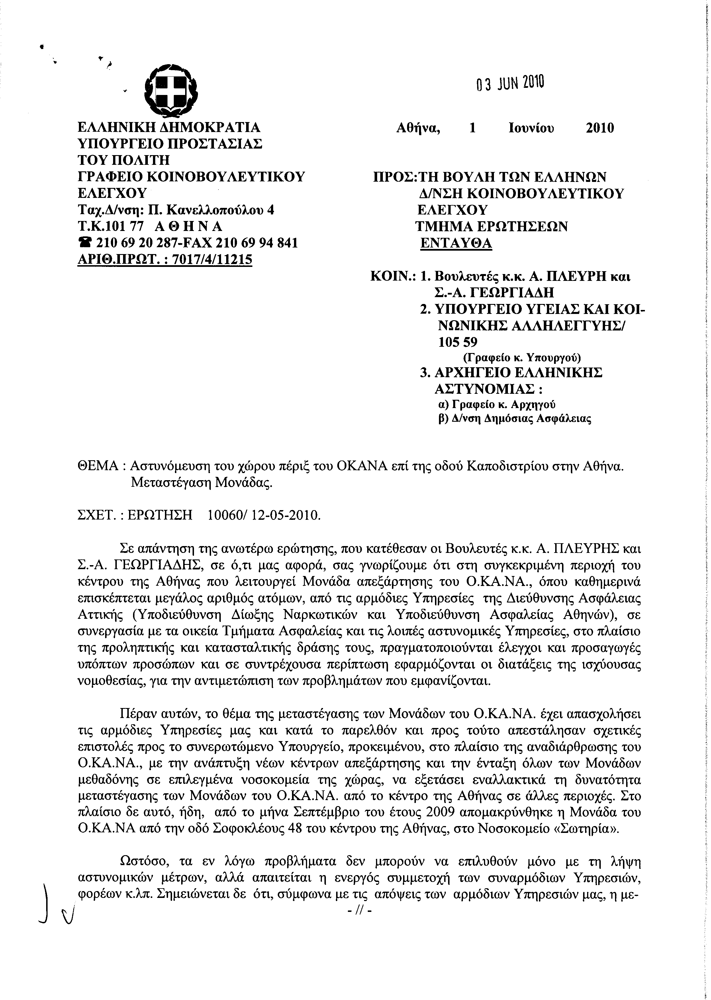 03 JUN 2010
ΕΛΛΗΝΙΚΗ ΔΗΜΟΚΡΑΤΙΑ
ΥΠΟΥΡΓΕΙΟ ΠΡΟΣΤΑΣΙΑΣ
ΤΟΥ ΠΟΛΙΤΗ
ΓΡΑΦΕΙΟ ΚΟΙΝΟΒΟΥΛΕΥΤΙΚΟΥ
ΕΛΕΓΧΟΥ
Ταχ.Δ/νση: Π. Κανελλοπούλου 4
Τ.Κ.101 77 Α Θ Η Ν Α
☎ 210 69 20 287-FAX 210 69 94 841
ΑΡΙΘ.ΠΡΩΤ. : 7017/4/11215
Αθήνα, 1 Ιουνίου 2010
ΠΡΟΣ:ΤΗ ΒΟΥΛΗ ΤΩΝ ΕΛΛΗΝΩΝ
Δ/ΝΣΗ ΚΟΙΝΟΒΟΥΛΕΥΤΙΚΟΥ
ΕΛΕΓΧΟΥ
ΤΜΗΜΑ ΕΡΩΤΗΣΕΩΝ
ΕΝΤΑΥΘΑ
ΚΟΙΝ.: 1. Βουλευτές κ.κ. Α. ΠΛΕΥΡΗ και
Σ.-Α. ΓΕΩΡΓΙΑΔΗ
2. ΥΠΟΥΡΓΕΙΟ ΥΓΕΙΑΣ ΚΑΙ ΚΟΙ-
ΝΩΝΙΚΗΣ ΑΛΛΗΛΕΓΓΥΗΣ/
105 59
(Γραφείο κ. Υπουργού)
3. ΑΡΧΗΓΕΙΟ ΕΛΛΗΝΙΚΗΣ
ΑΣΤΥΝΟΜΙΑΣ :
α) Γραφείο κ. Αρχηγού
β) Δ/νση Δημόσιας Ασφάλειας
ΘΕΜΑ : Αστυνόμευση του χώρου πέριξ του ΟΚΑΝΑ επί της οδού Καποδιστρίου στην Αθήνα.
Μεταστέγαση Μονάδας.
ΣΧΕΤ. : ΕΡΩΤΗΣΗ 10060/ 12-05-2010.
Σε απάντηση της ανωτέρω ερώτησης, που κατέθεσαν οι Βουλευτές κ.κ. Α. ΠΛΕΥΡΗΣ και
Σ.-Α. ΓΕΩΡΓΙΑΔΗΣ, σε ό,τι μας αφορά, σας γνωρίζουμε ότι στη συγκεκριμένη περιοχή του
κέντρου της Αθήνας που λειτουργεί Μονάδα απεξάρτησης του Ο.ΚΑ.ΝΑ., όπου καθημερινά
επισκέπτεται μεγάλος αριθμός ατόμων, από τις αρμόδιες Υπηρεσίες της Διεύθυνσης Ασφάλειας
Αττικής (Υποδιεύθυνση Δίωξης Ναρκωτικών και Υποδιεύθυνση Ασφαλείας Αθηνών), σε
συνεργασία με τα οικεία Τμήματα Ασφαλείας και τις λοιπές αστυνομικές Υπηρεσίες, στο πλαίσιο
της προληπτικής και κατασταλτικής δράσης τους, πραγματοποιούνται έλεγχοι και προσαγωγές
υπόπτων προσώπων και σε συντρέχουσα περίπτωση εφαρμόζονται οι διατάξεις της ισχύουσας
νομοθεσίας, για την αντιμετώπιση των προβλημάτων που εμφανίζονται.
Πέραν αυτών, το θέμα της μεταστέγασης των Μονάδων του Ο.ΚΑ.ΝΑ. έχει απασχολήσει
τις αρμόδιες Υπηρεσίες μας και κατά το παρελθόν και προς τούτο απεστάλησαν σχετικές
επιστολές προς το συνερωτώμενο Υπουργείο, προκειμένου, στο πλαίσιο της αναδιάρθρωσης του
Ο.ΚΑ.ΝΑ., με την ανάπτυξη νέων κέντρων απεξάρτησης και την ένταξη όλων των Μονάδων
μεθαδόνης σε επιλεγμένα νοσοκομεία της χώρας, να εξετάσει εναλλακτικά τη δυνατότητα
μεταστέγασης των Μονάδων του Ο.ΚΑ.ΝΑ. από το κέντρο της Αθήνας σε άλλες περιοχές. Στο
πλαίσιο δε αυτό, ήδη, από το μήνα Σεπτέμβριο του έτους 2009 απομακρύνθηκε η Μονάδα του
Ο.ΚΑ.ΝΑ από την οδό Σοφοκλέους 48 του κέντρου της Αθήνας, στο Νοσοκομείο «Σωτηρία».
Ωστόσο, τα εν λόγω προβλήματα δεν μπορούν να επιλυθούν μόνο με τη λήψη
αστυνομικών μέτρων, αλλά απαιτείται η ενεργός συμμετοχή των συναρμόδιων Υπηρεσιών,
φορέων κ.λπ. Σημειώνεται δε ότι, σύμφωνα με τις απόψεις των αρμόδιων Υπηρεσιών μας, η με-
- // -